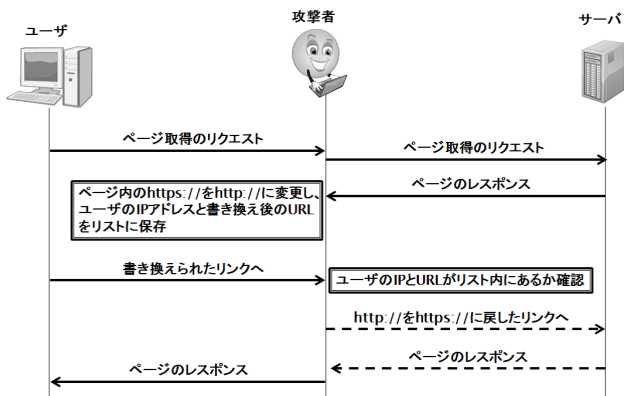 ユーザ
攻撃者
サーバ
ページ取得のリクエスト
ページ取得のリクエスト
ページのレスポンス
ページ内のhttps://をhttp://に変更し、
ユーザのIPアドレスと書き換え後のURL
をリストに保存
書き換えられたリンクへ
ユーザのIPとURLがリスト内にあるか確認
http://をhttps://に戻したリンクへ
ページのレスポンス
ページのレスポンス